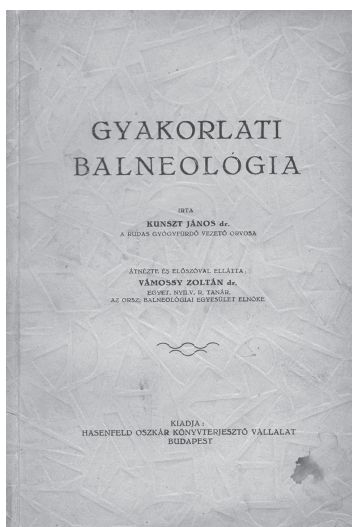 GYAKORLATI
BALNEOLÓGIA
IRTA
KUNSZT JÁNOS dr.
A RUDAS GYÓGYFÜRDŐ VEZETŐ ORVOSA
ÁTNÉZTE ÉS ELŐSZÓVAL ELLÁTTA:
VÁMOSSY ZOLTÁN dr.
EGYET. NYILV. R. TANÁR,
AZ ORSZ. BALNEOLÓGIAI EGYESÜLET ELNÖKE
KIADJA:
HASENFELD OSZKÁR KÖNYVTERJESZTŐ VÁLLALAT
BUDAPEST